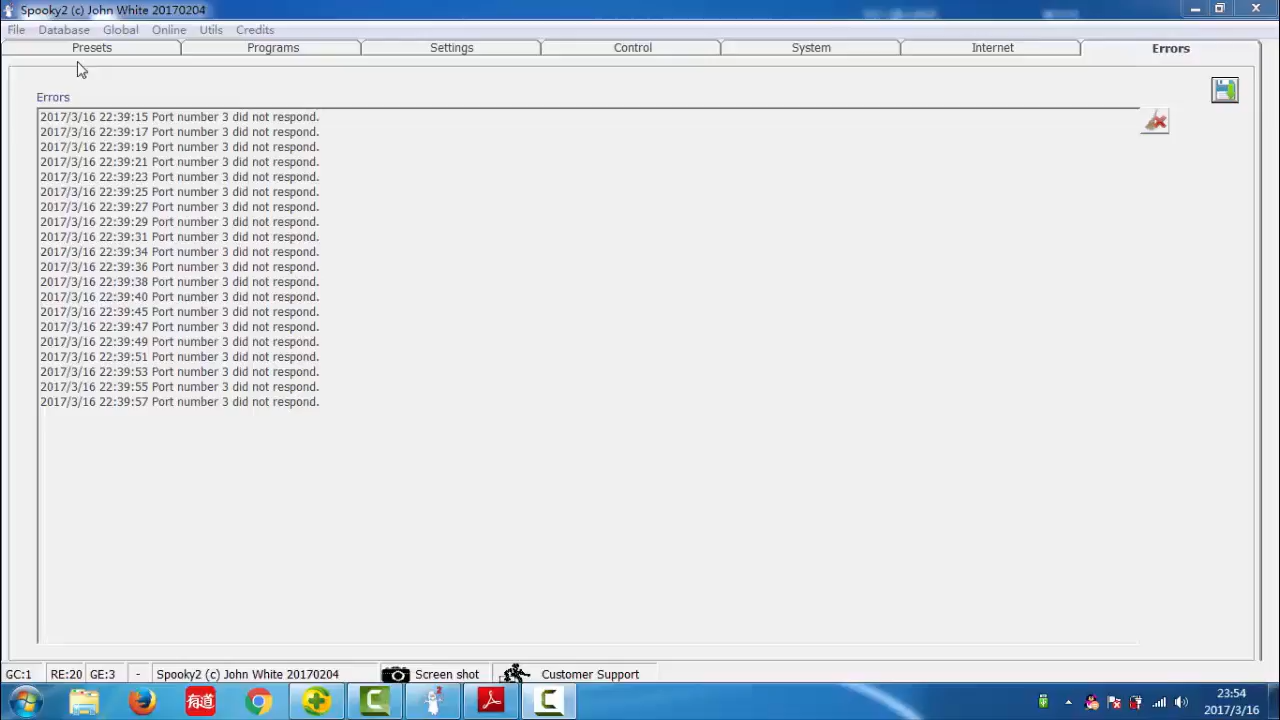 Spooky2 (c) John White 20170204
File Database Global Online Utils Credits
Presets Programs Settings Control System Internet Errors
Errors
2017/3/16 22:39:15 Port number 3 did not respond.
2017/3/16 22:39:17 Port number 3 did not respond.
2017/3/16 22:39:19 Port number 3 did not respond.
2017/3/16 22:39:21 Port number 3 did not respond.
2017/3/16 22:39:23 Port number 3 did not respond.
2017/3/16 22:39:25 Port number 3 did not respond.
2017/3/16 22:39:27 Port number 3 did not respond.
2017/3/16 22:39:29 Port number 3 did not respond.
2017/3/16 22:39:31 Port number 3 did not respond.
2017/3/16 22:39:34 Port number 3 did not respond.
2017/3/16 22:39:36 Port number 3 did not respond.
2017/3/16 22:39:38 Port number 3 did not respond.
2017/3/16 22:39:40 Port number 3 did not respond.
2017/3/16 22:39:45 Port number 3 did not respond.
2017/3/16 22:39:47 Port number 3 did not respond.
2017/3/16 22:39:49 Port number 3 did not respond.
2017/3/16 22:39:51 Port number 3 did not respond.
2017/3/16 22:39:53 Port number 3 did not respond.
2017/3/16 22:39:55 Port number 3 did not respond.
2017/3/16 22:39:57 Port number 3 did not respond.
GC:1 RE:20 GE:3 - Spooky2 (c) John White 20170204 Screen shot Customer Support
有道
23:54
2017/3/16